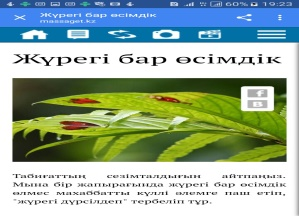 60% 19:23
Жүрегі бар өсімдік
massaget.kz
Жүрегі бар өсімдік
f
B
Табиғаттың сезімталдығын айтпаңыз.
Мына бір жапырағында жүрегі бар өсімдік
өлмес махаббатты күллі әлемге паш етіп,
"жүрегі дүрсілдеп" тербеліп тұр.